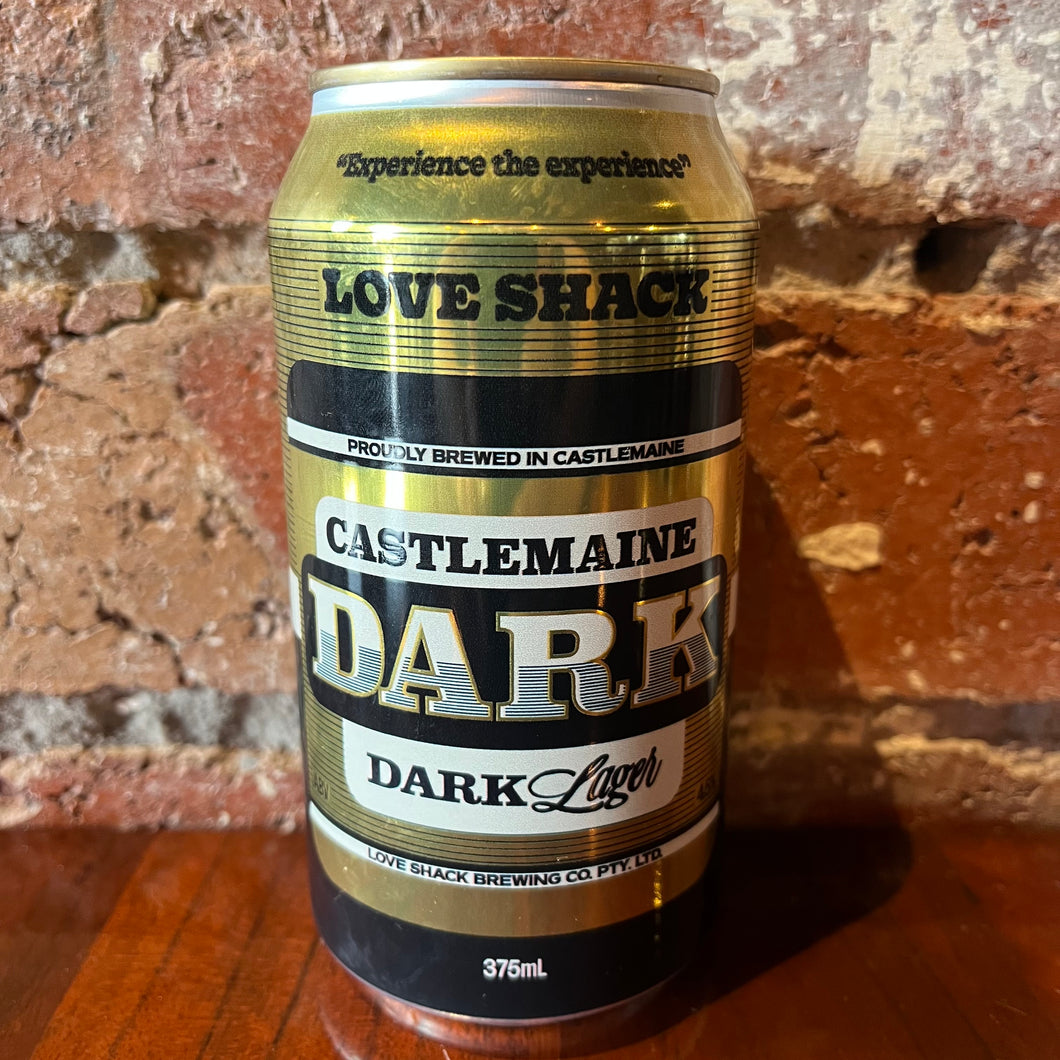 “Experience the experience”
LOVE SHACK
PROUDLY BREWED IN CASTLEMAINE
CASTLEMAINE
DARK
DARK Lager
ABV
LOVE SHACK BREWING CO. PTY. LTD.
375mL